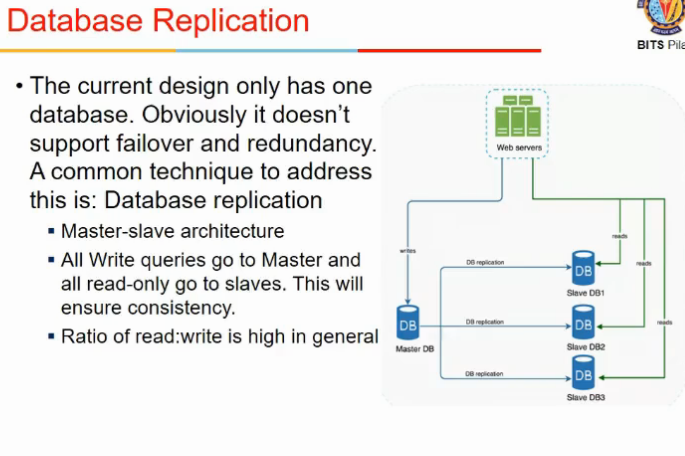 Database Replication
BITS Pila
• The current design only has one
database. Obviously it doesn't
support failover and redundancy.
A common technique to address
this is: Database replication
▪ Master-slave architecture
▪ All Write queries go to Master and
all read-only go to slaves. This will
ensure consistency.
▪ Ratio of read:write is high in general
Web servers
writes
reads
DB replication
reads
DB
Slave DB1
DB
DB replication
DB
reads
Master DB
Slave DB2
DB replication
DB
Slave DB3